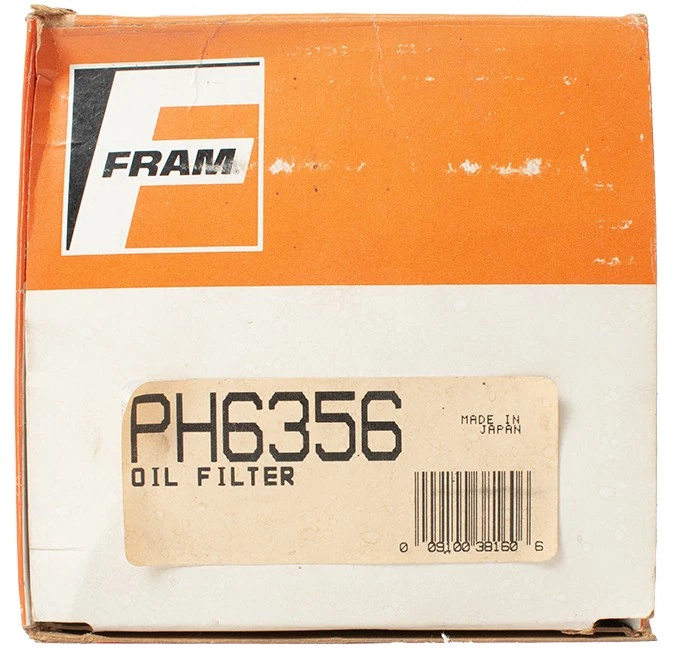 FRAM
PH6356
MADE IN
JAPAN
OIL FILTER
0 09100 38160 6